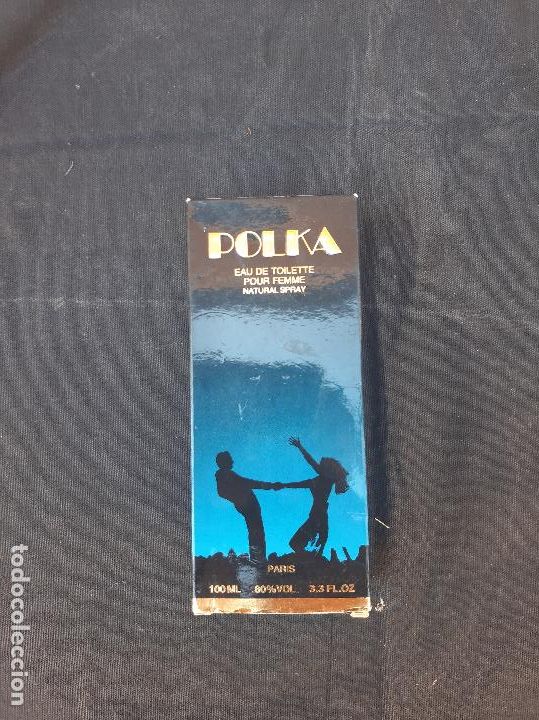 POLKA
EAU DE TOILETTE
POUR FEMME
NATURAL SPRAY
PARIS
100 ML 80% VOL. 3.3 FL.OZ
todocoleccion